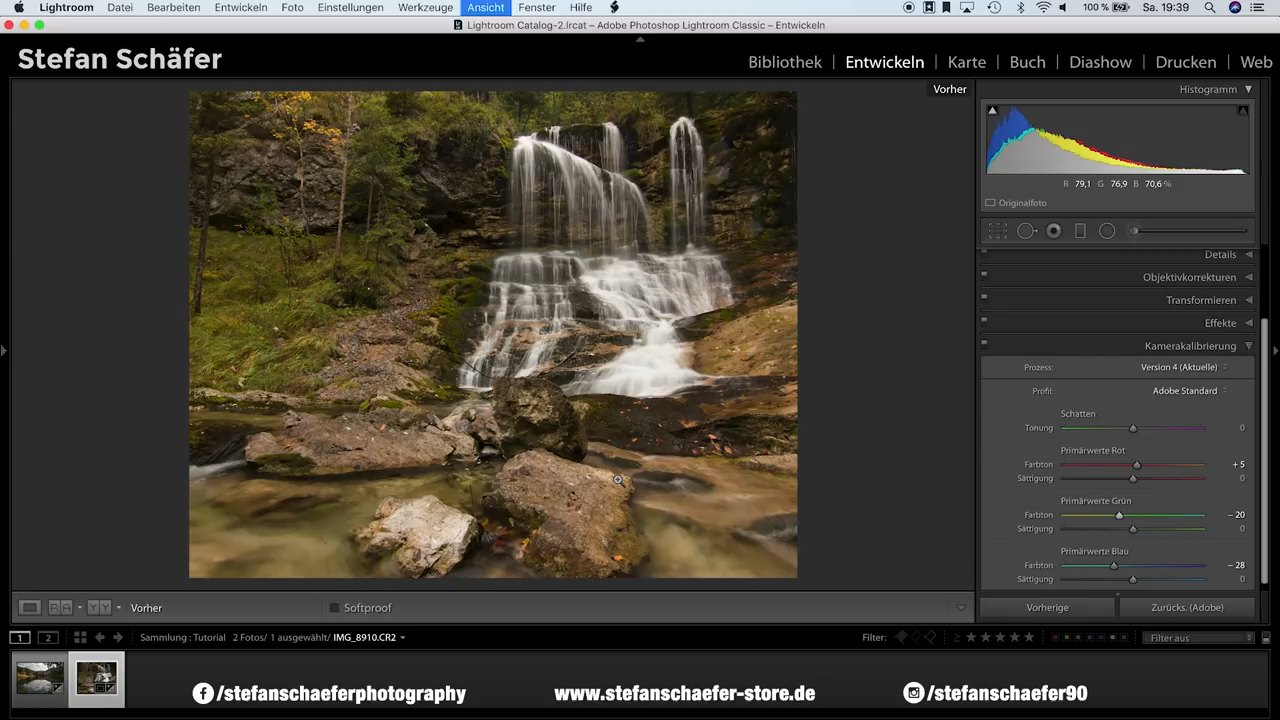 Lightroom Datei Bearbeiten Entwickeln Foto Einstellungen Werkzeuge Ansicht Fenster Hilfe 100 % Sa. 19:39
Lightroom Catalog-2.lrcat – Adobe Photoshop Lightroom Classic – Entwickeln
Stefan Schäfer
Bibliothek | Entwickeln | Karte | Buch | Diashow | Drucken | Web
Vorher
Histogramm
R 79,1 G 76,9 B 70,6 %
Originalfoto
Details
Objektivkorrekturen
Transformieren
Effekte
Kamerakalibrierung
Prozess: Version 4 (Aktuelle)
Profil: Adobe Standard
Schatten
Tonung 0
Primärwerte Rot
Farbton + 5
Sättigung 0
Primärwerte Grün
Farbton – 20
Sättigung 0
Primärwerte Blau
Farbton – 28
Sättigung 0
R A Y Y Vorher Softproof
Vorherige Zurücks. (Adobe)
1 2 Sammlung : Tutorial 2 Fotos/ 1 ausgewählt/ IMG_8910.CR2 Filter: ≥ Filter aus
/stefanschaeferphotography www.stefanschaefer-store.de /stefanschaefer90